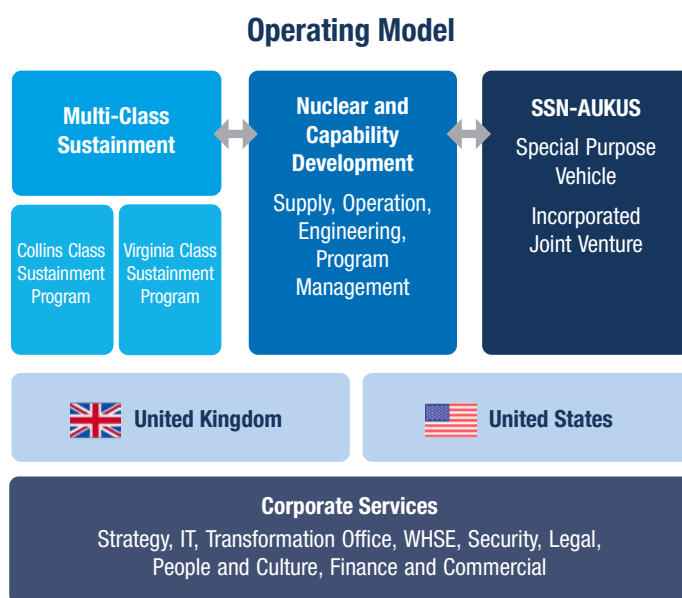 Operating Model
Multi-Class
Sustainment
Collins Class
Sustainment
Program
Virginia Class
Sustainment
Program
Nuclear and
Capability
Development
Supply, Operation,
Engineering,
Program
Management
SSN-AUKUS
Special Purpose
Vehicle
Incorporated
Joint Venture
United Kingdom
United States
Corporate Services
Strategy, IT, Transformation Office, WHSE, Security, Legal,
People and Culture, Finance and Commercial